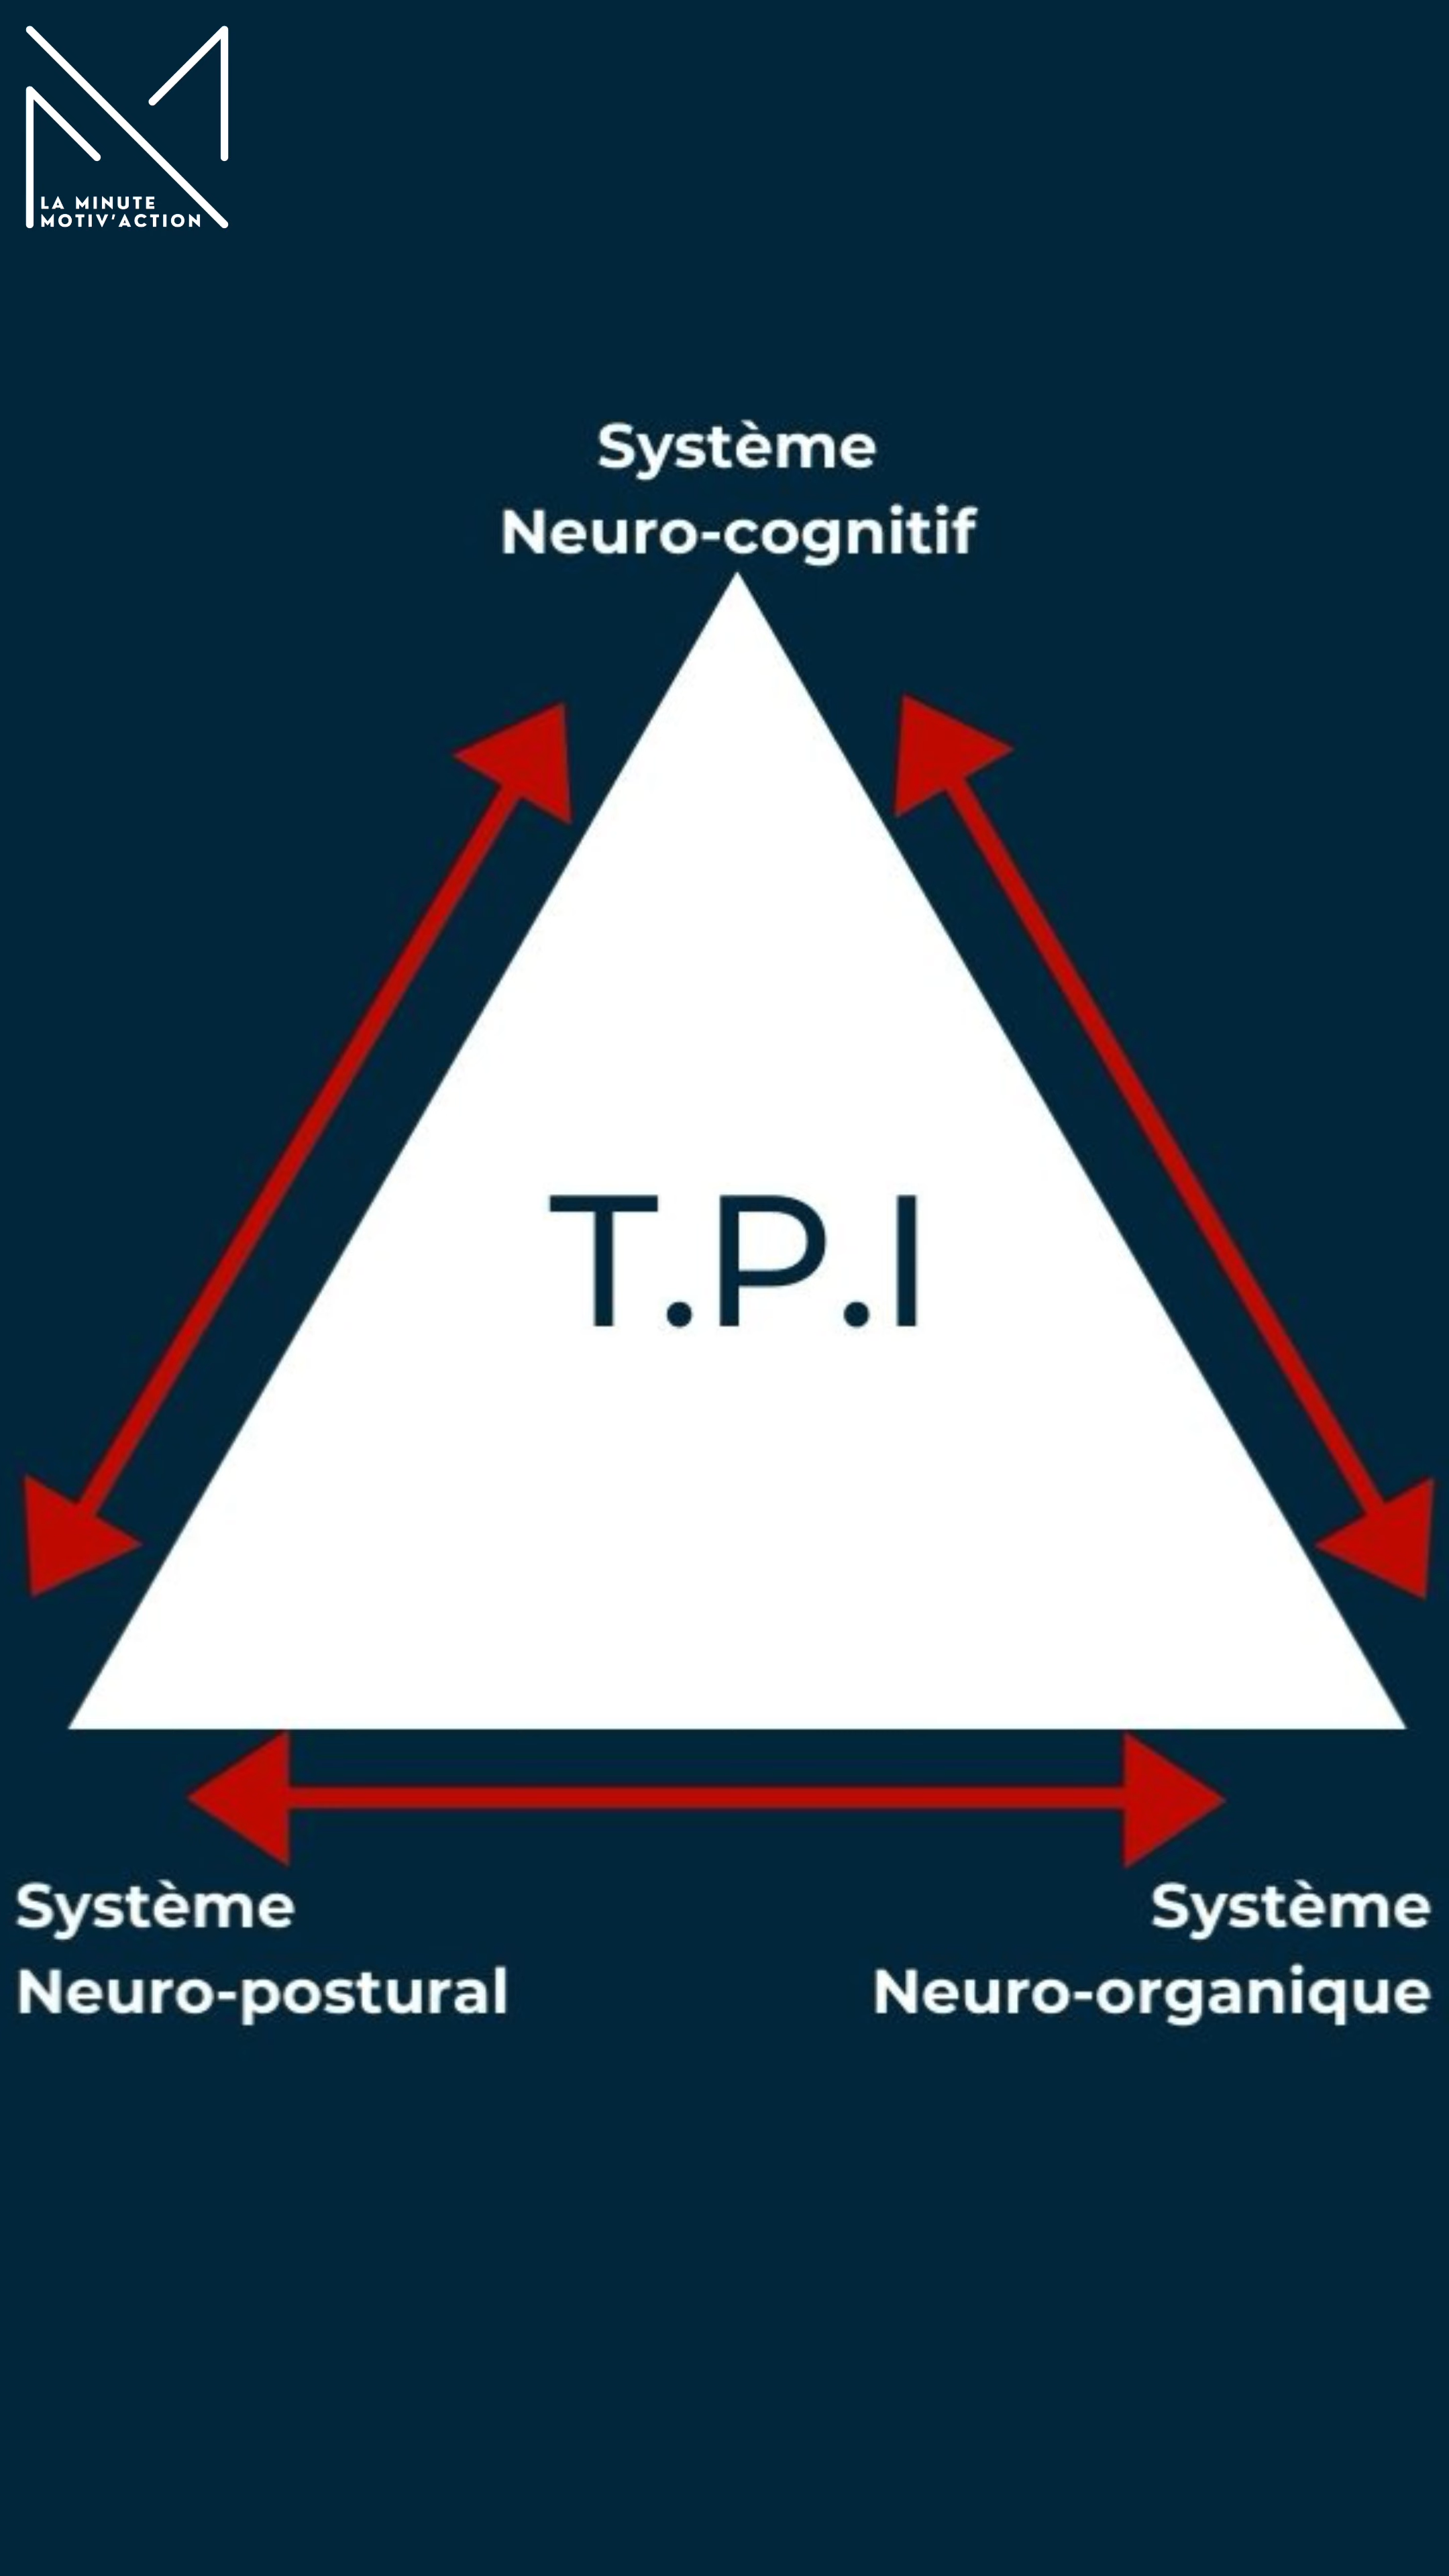 LA MINUTE
MOTIV'ACTION
Système
Neuro-cognitif
T.P.I
Système
Neuro-postural
Système
Neuro-organique